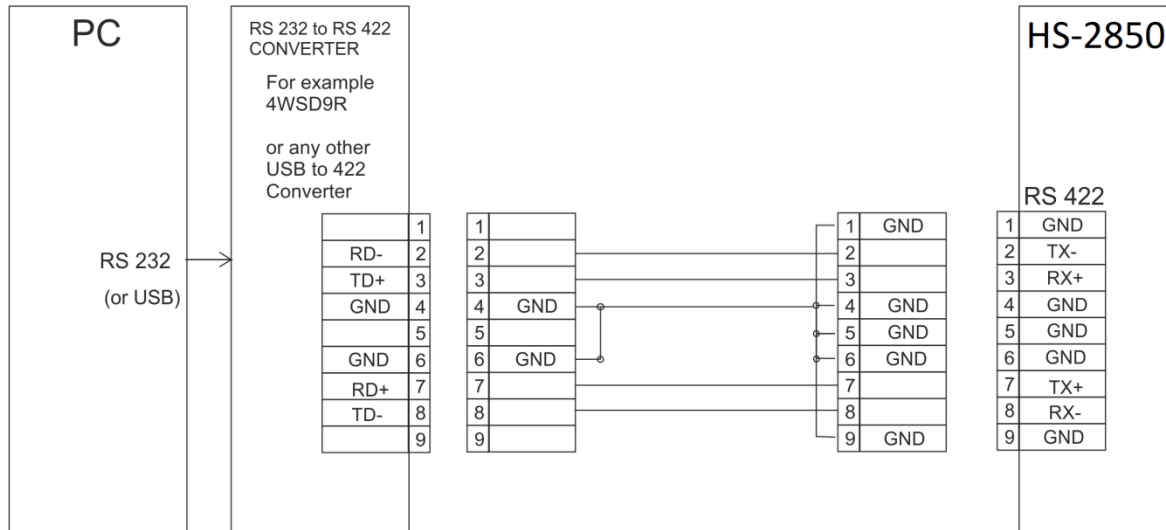 PC
RS 232
(or USB)
RS 232 to RS 422
CONVERTER
For example
4WSD9R
or any other
USB to 422
Converter
1
RD- 2
TD+ 3
GND 4
5
GND 6
RD+ 7
TD- 8
9
1
2
3
4 GND
5
6 GND
7
8
9
1 GND
2
3
4 GND
5 GND
6 GND
7
8
9 GND
HS-2850
RS 422
1 GND
2 TX-
3 RX+
4 GND
5 GND
6 GND
7 TX+
8 RX-
9 GND